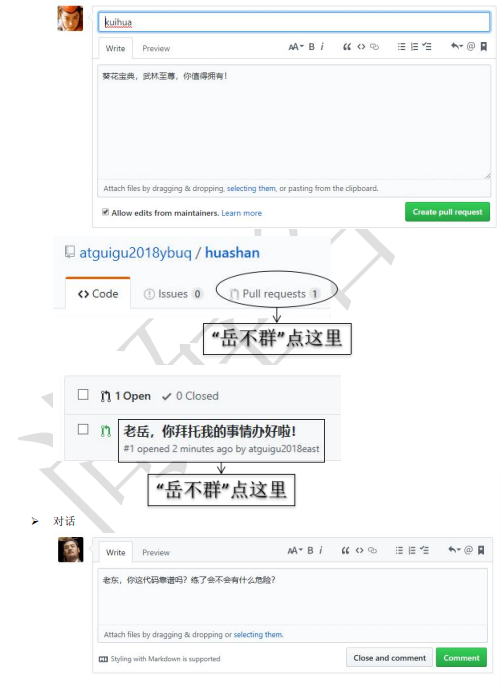 kuihua
Write Preview AA B i “ <> @
葵花宝典，武林至尊，你值得拥有！
Attach files by dragging & dropping, selecting them, or pasting from the clipboard.
Allow edits from maintainers. Learn more Create pull request
atguigu2018ybuq / huashan
<> Code Issues 0 Pull requests 1
“岳不群”点这里
1 Open ✓ 0 Closed
老岳，你拜托我的事情办好啦！
#1 opened 2 minutes ago by atguigu2018east
“岳不群”点这里
➢ 对话
Write Preview AA B i “ <> @
老东，你这代码靠谱吗？练了会不会有什么危险？
Attach files by dragging & dropping or selecting them.
Styling with Markdown is supported Close and comment Comment